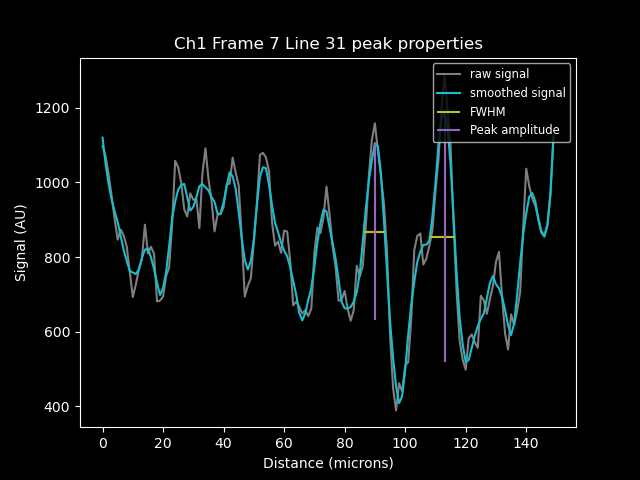 Ch1 Frame 7 Line 31 peak properties
raw signal
smoothed signal
FWHM
Peak amplitude
Signal (AU)
1200
1000
800
600
400
0 20 40 60 80 100 120 140
Distance (microns)